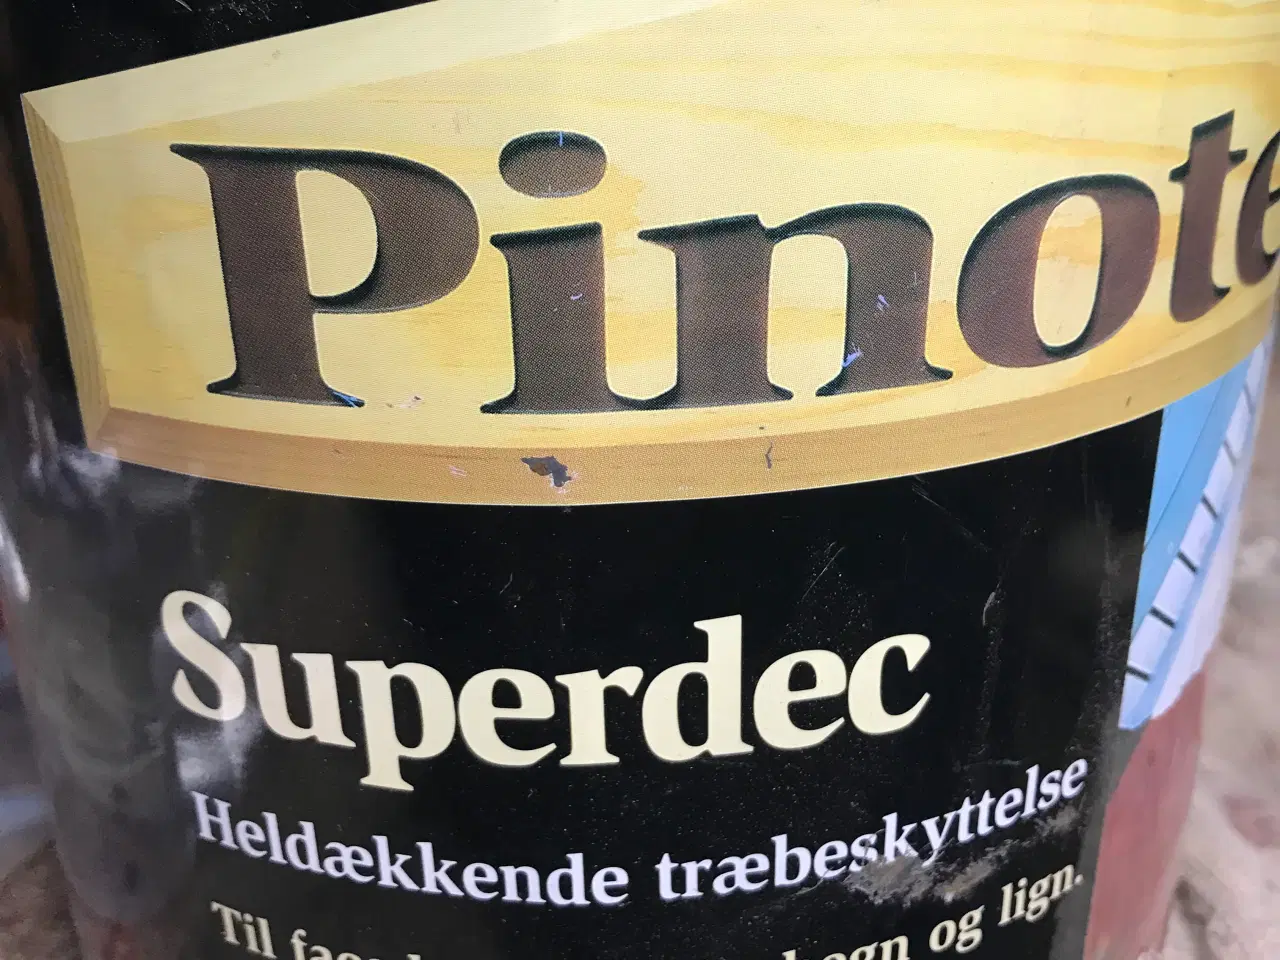 Pinote
Superdec
Heldækkende træbeskyttelse
Til og lign.